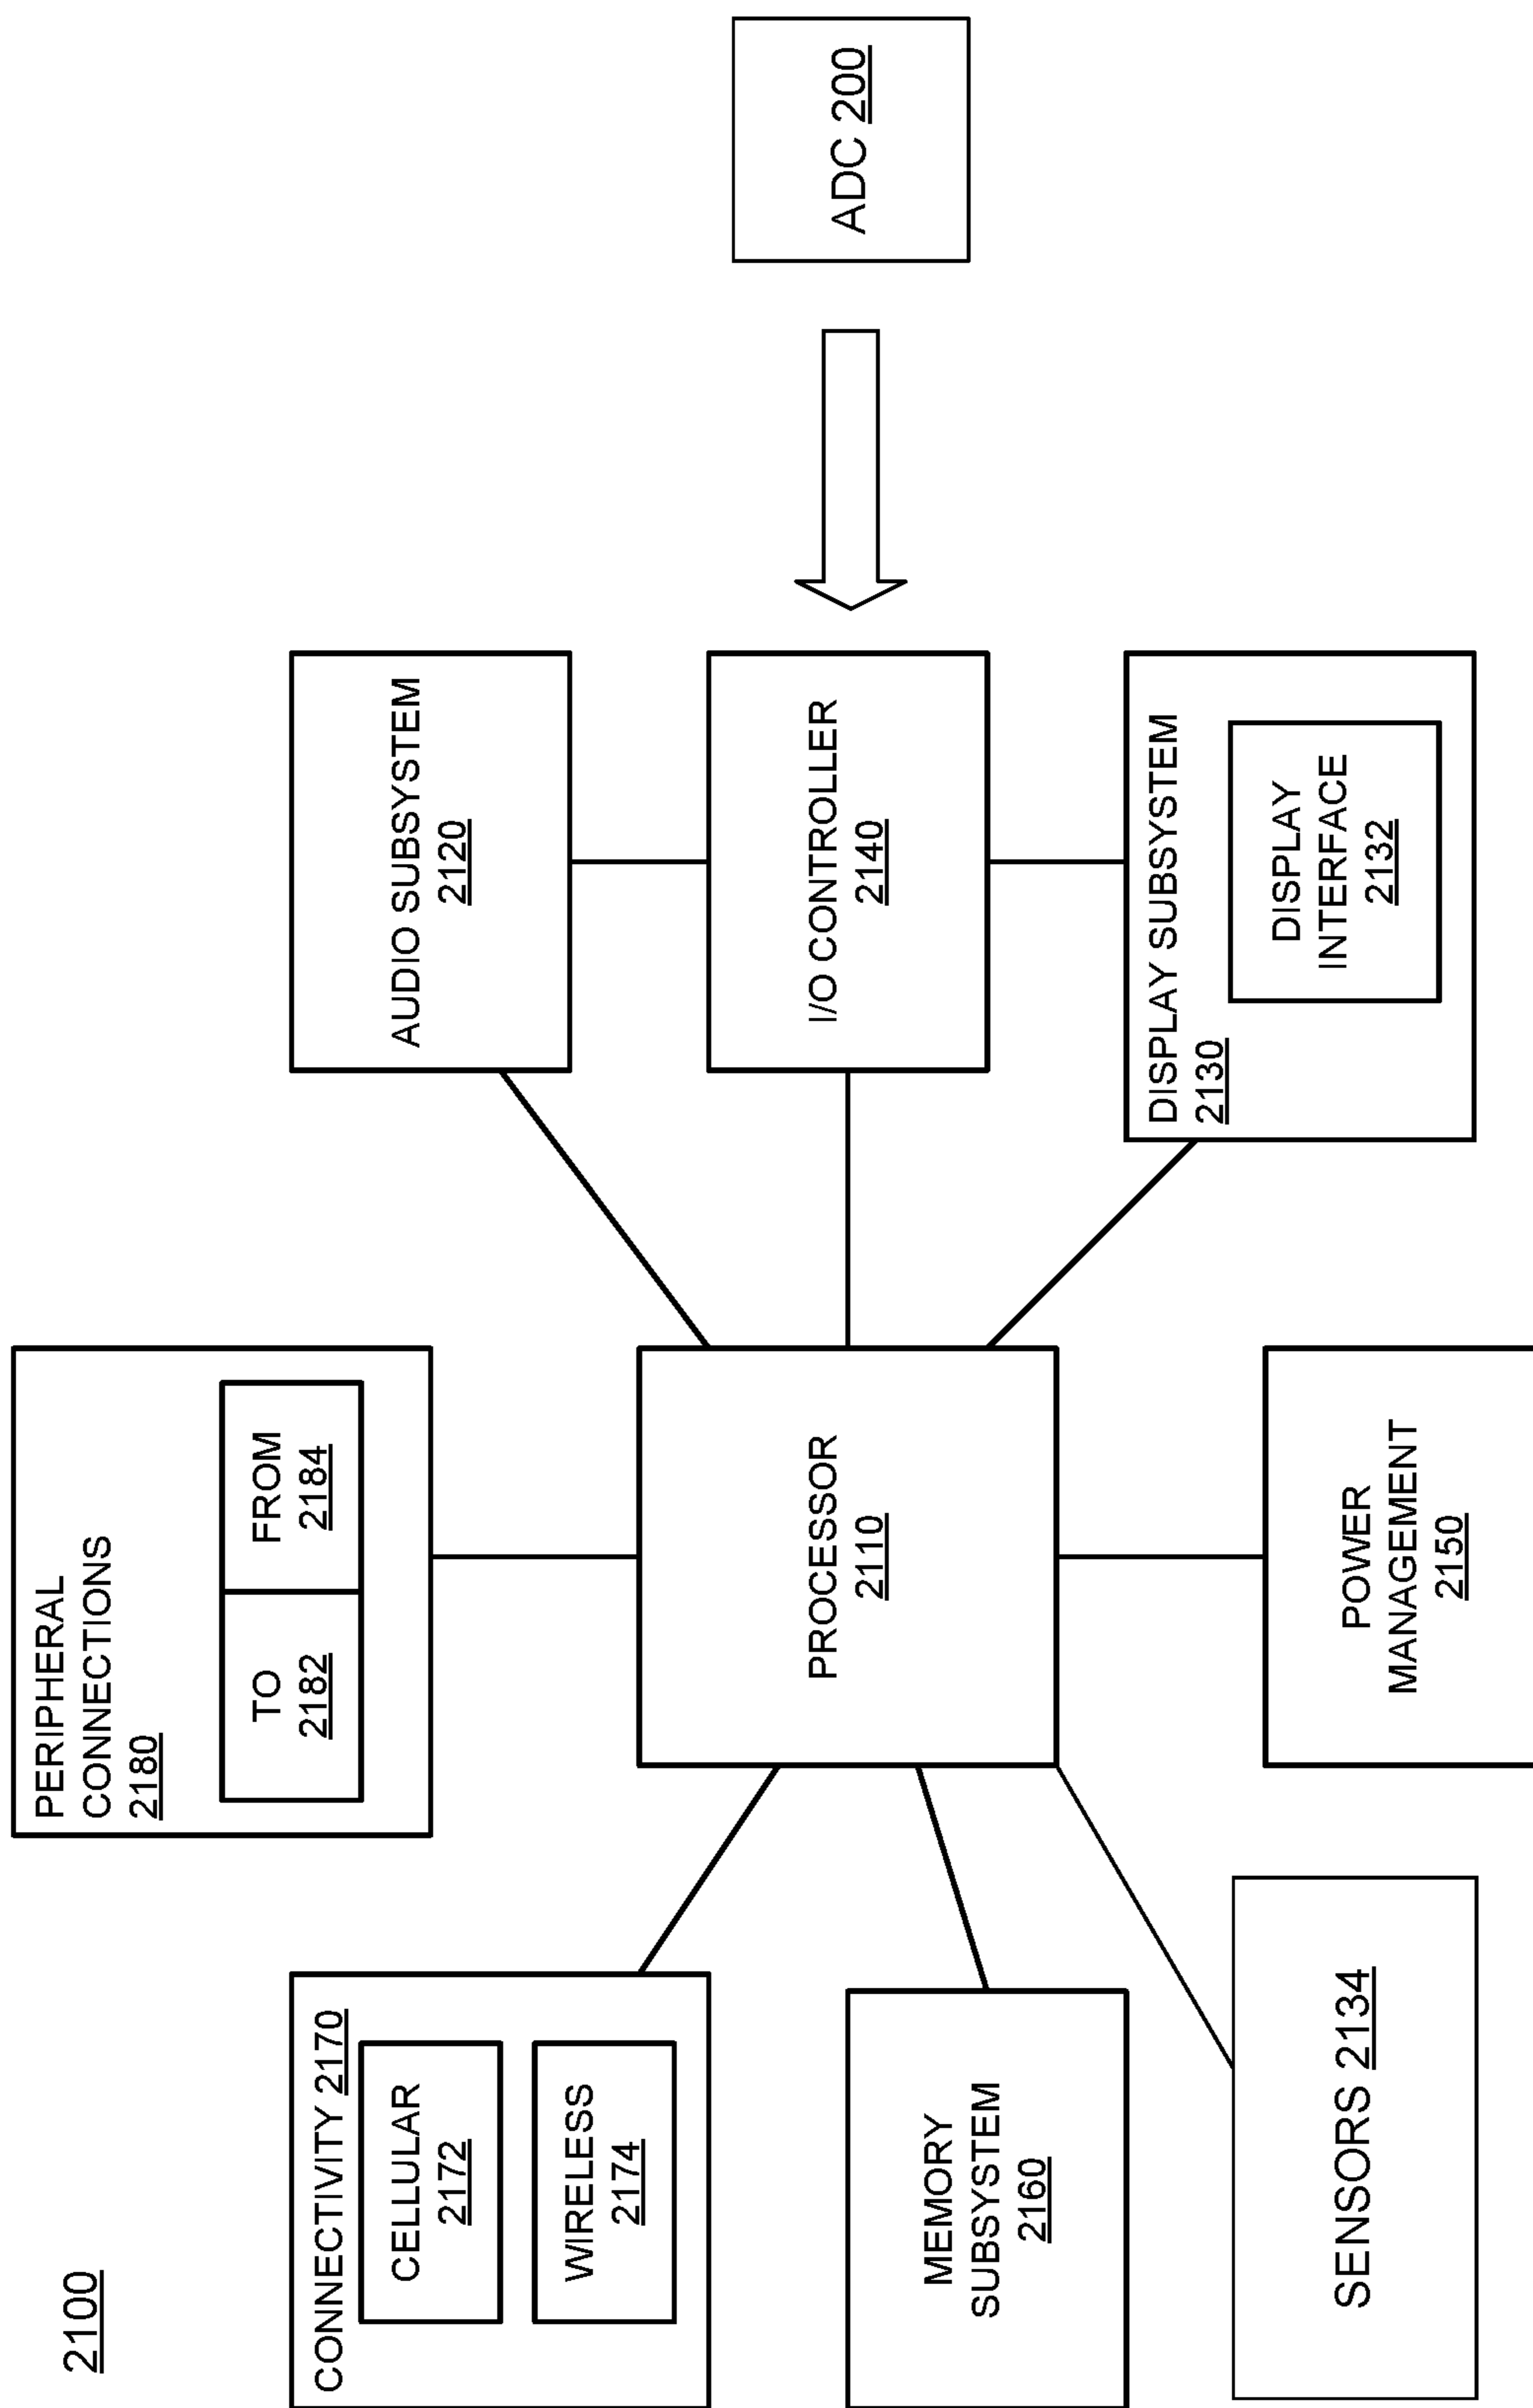 2100
PERIPHERAL
CONNECTIONS
2180
TO
2182
FROM
2184
CONNECTIVITY 2170
CELLULAR
2172
WIRELESS
2174
AUDIO SUBSYSTEM
2120
PROCESSOR
2110
I/O CONTROLLER
2140
ADC 200
MEMORY
SUBSYSTEM
2160
DISPLAY SUBSYSTEM
2130
DISPLAY
INTERFACE
2132
SENSORS 2134
POWER
MANAGEMENT
2150